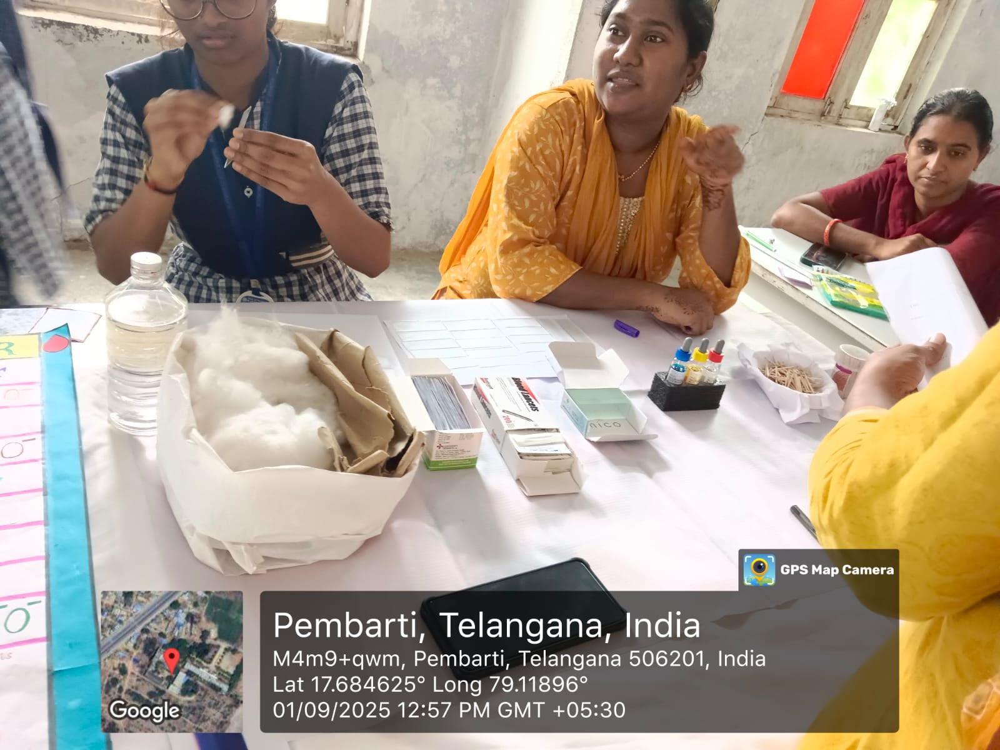 R
Blood Lancets
200
nico
GPS Map Camera
Pembarti, Telangana, India
M4m9+qwm, Pembarti, Telangana 506201, India
Lat 17.684625° Long 79.11896°
01/09/2025 12:57 PM GMT +05:30
Google